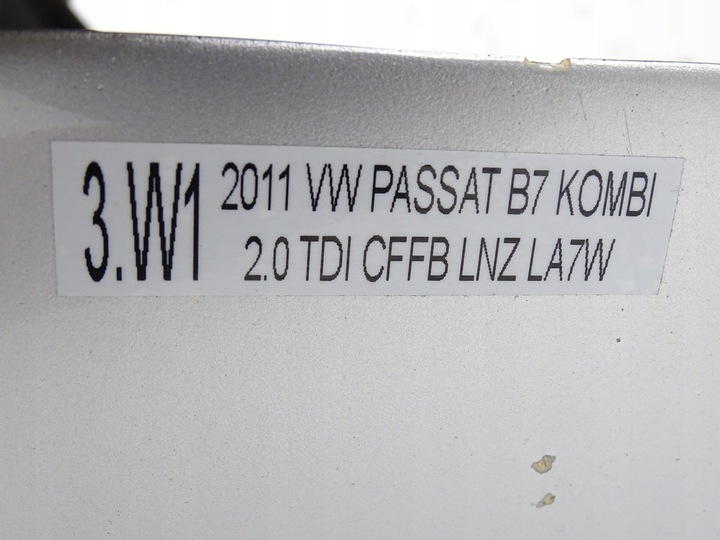 3.W1
2011 VW PASSAT B7 KOMBI
2.0 TDI CFFB LNZ LA7W